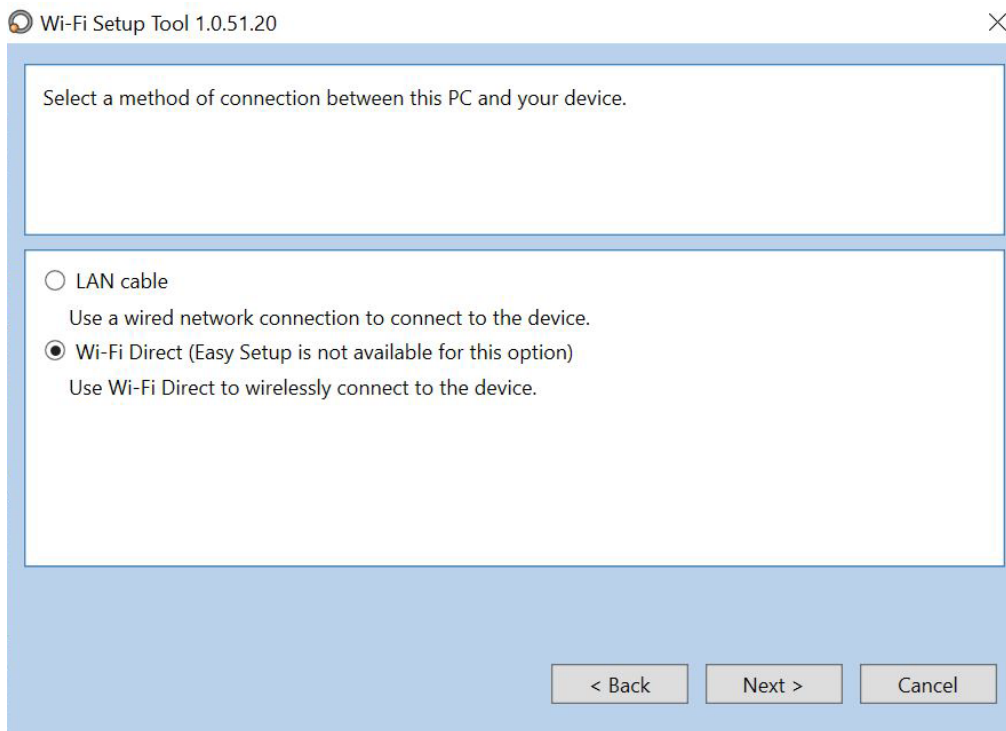 Wi-Fi Setup Tool 1.0.51.20
Select a method of connection between this PC and your device.
LAN cable
Use a wired network connection to connect to the device.
Wi-Fi Direct (Easy Setup is not available for this option)
Use Wi-Fi Direct to wirelessly connect to the device.
< Back
Next >
Cancel